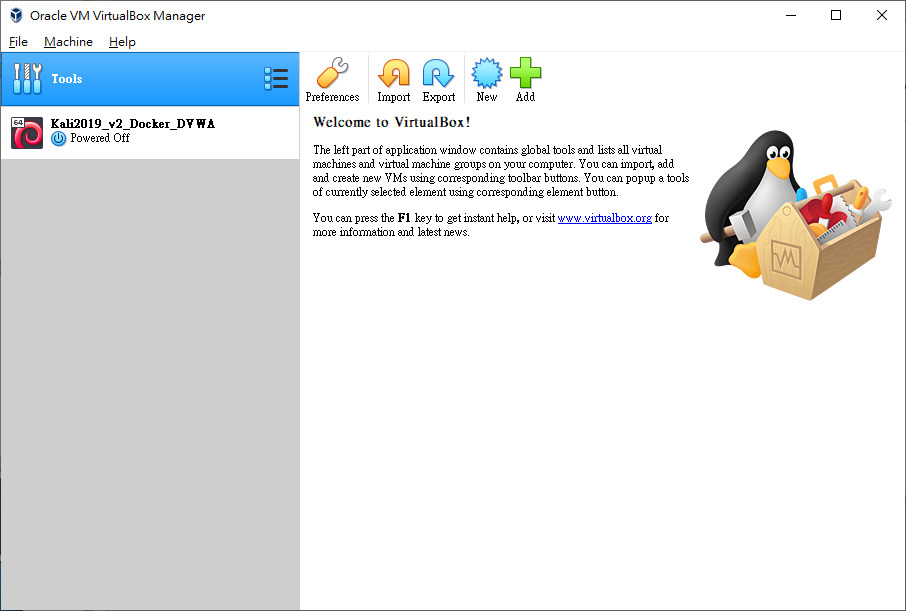 Oracle VM VirtualBox Manager
File Machine Help
Tools
Preferences Import Export New Add
64
Kali2019_v2_Docker_DVWA
Powered Off
Welcome to VirtualBox!
The left part of application window contains global tools and lists all virtual
machines and virtual machine groups on your computer. You can import, add
and create new VMs using corresponding toolbar buttons. You can popup a tools
of currently selected element using corresponding element button.
You can press the F1 key to get instant help, or visit www.virtualbox.org for
more information and latest news.
VM